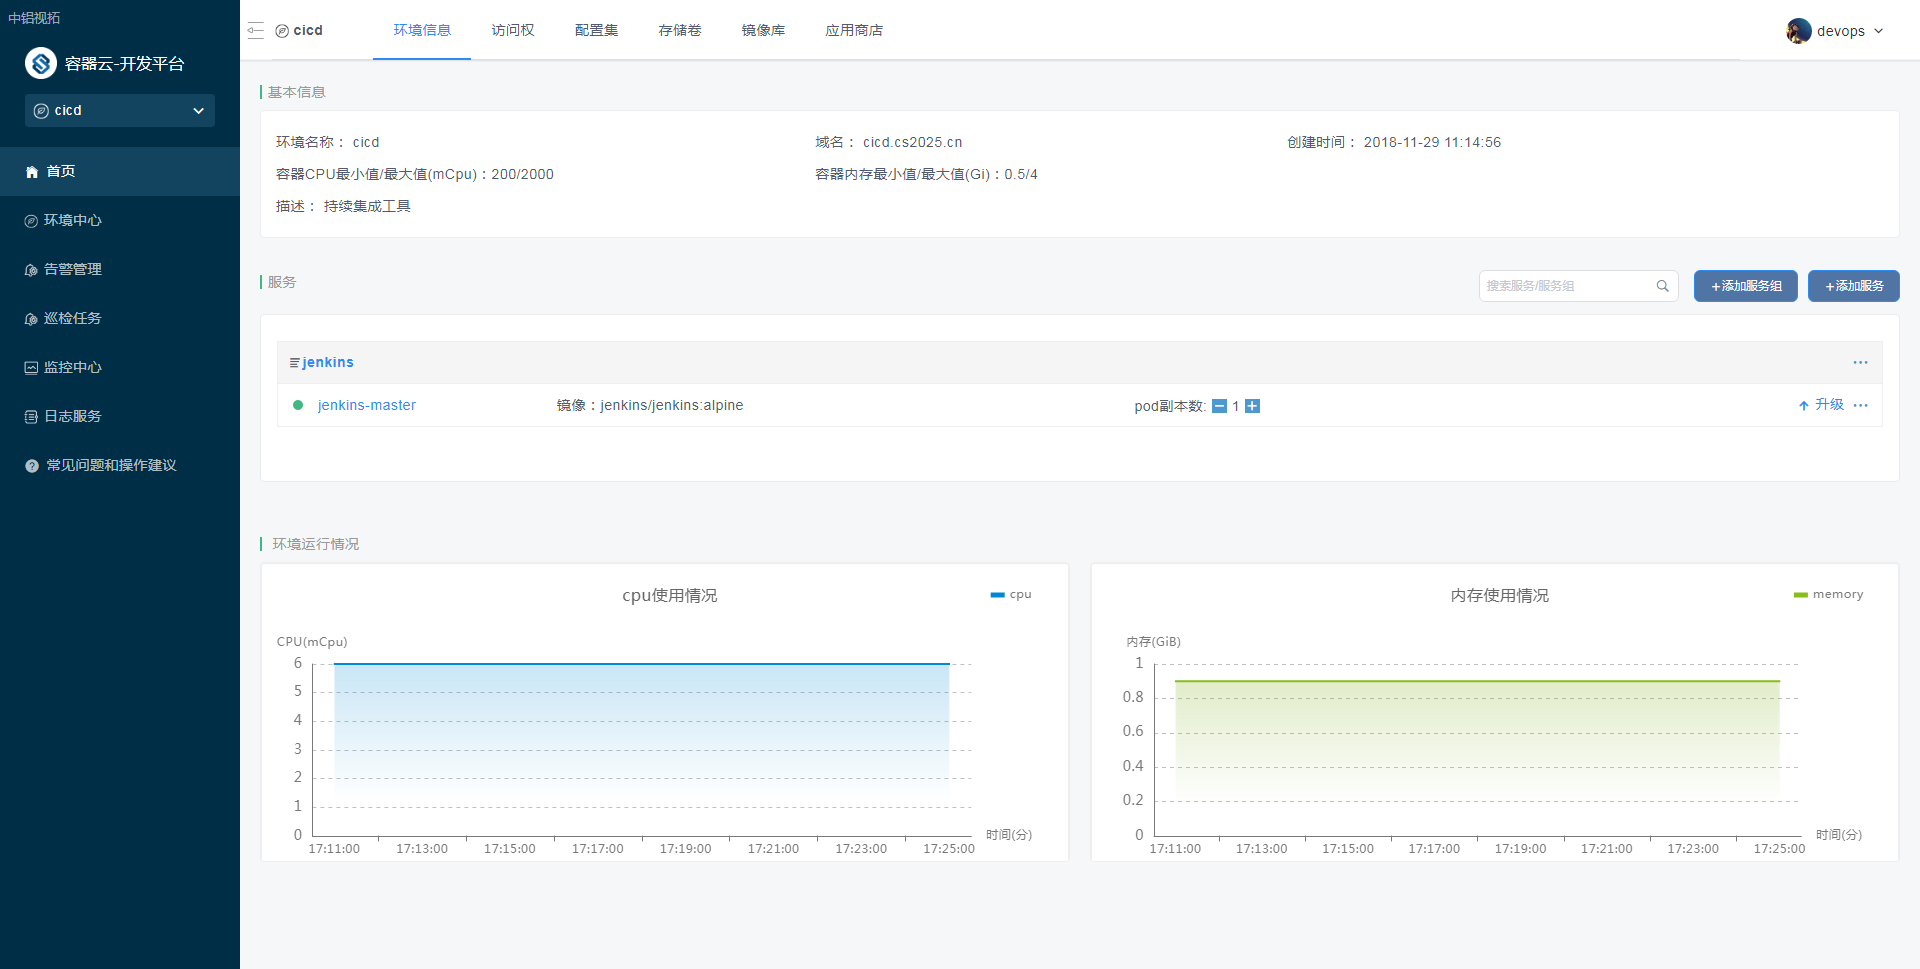 中铝视拓
容器云-开发平台
cicd
首页
环境中心
告警管理
巡检任务
监控中心
日志服务
常见问题和操作建议
cicd
环境信息
访问权
配置集
存储卷
镜像库
应用商店
devops
基本信息
环境名称： cicd
域名： cicd.cs2025.cn
创建时间： 2018-11-29 11:14:56
容器CPU最小值/最大值(mCpu)：200/2000
容器内存最小值/最大值(Gi)：0.5/4
描述： 持续集成工具
服务
搜索服务/服务组
+添加服务组
+添加服务
jenkins
jenkins-master
镜像：jenkins/jenkins:alpine
pod副本数: 1
升级
环境运行情况
cpu使用情况
cpu
CPU(mCpu)
6
5
4
3
2
1
0
17:11:00 17:13:00 17:15:00 17:17:00 17:19:00 17:21:00 17:23:00 17:25:00
时间(分)
内存使用情况
memory
内存(GiB)
1
0.8
0.6
0.4
0.2
0
17:11:00 17:13:00 17:15:00 17:17:00 17:19:00 17:21:00 17:23:00 17:25:00
时间(分)